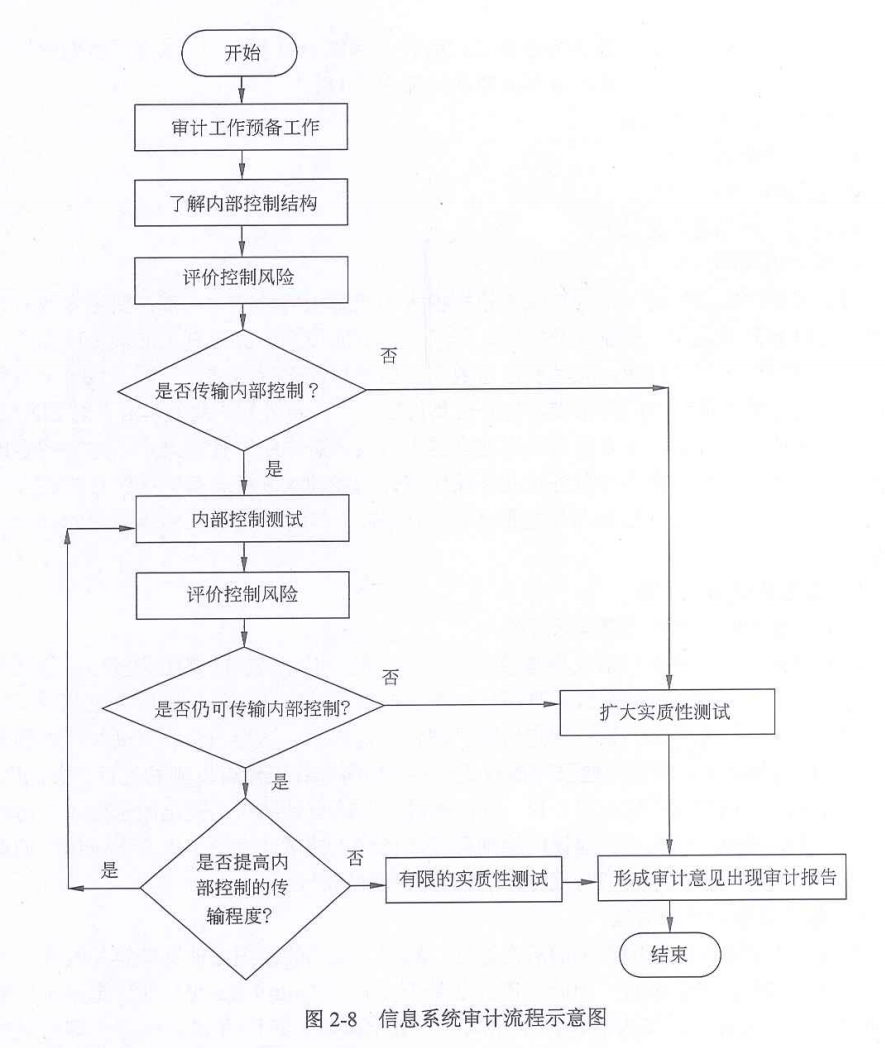 开始
审计工作预备工作
了解内部控制结构
评价控制风险
否
是否传输内部控制？
是
内部控制测试
评价控制风险
否
是否仍可传输内部控制?
扩大实质性测试
是
是
是否提高内
部控制的传
输程度?
否
有限的实质性测试
形成审计意见出现审计报告
结束
图 2-8 信息系统审计流程示意图